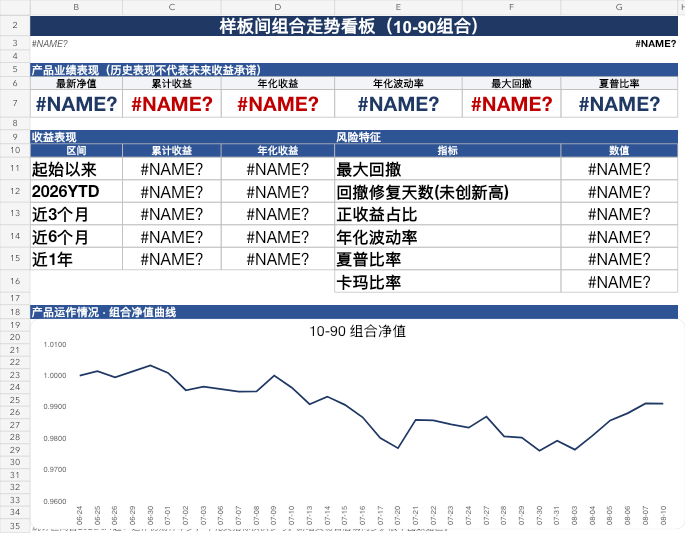 B C D E F G H
2 样板间组合走势看板（10-90组合）
3 #NAME? #NAME?
4
5 产品业绩表现（历史表现不代表未来收益承诺）
6 最新净值 累计收益 年化收益 年化波动率 最大回撤 夏普比率
7 #NAME? #NAME? #NAME? #NAME? #NAME? #NAME?
8
9 收益表现 风险特征
10 区间 累计收益 年化收益 指标 数值
11 起始以来 #NAME? #NAME? 最大回撤 #NAME?
12 2026YTD #NAME? #NAME? 回撤修复天数(未创新高) #NAME?
13 近3个月 #NAME? #NAME? 正收益占比 #NAME?
14 近6个月 #NAME? #NAME? 年化波动率 #NAME?
15 近1年 #NAME? #NAME? 夏普比率 #NAME?
16 卡玛比率 #NAME?
17
18 产品运作情况 · 组合净值曲线
19
20 10-90 组合净值
21 1.0100
22
23 1.0000
24
25 0.9900
26
27
28 0.9800
29
30 0.9700
31
32
33 0.9600
34 06-24 06-25 06-26 06-29 06-30 07-01 07-02 07-03 07-06 07-07 07-08 07-09 07-10 07-13 07-14 07-15 07-16 07-17 07-20 07-21 07-22 07-23 07-24 07-27 07-28 07-29 07-30 07-31 08-03 08-04 08-05 08-06 08-07 08-10
35